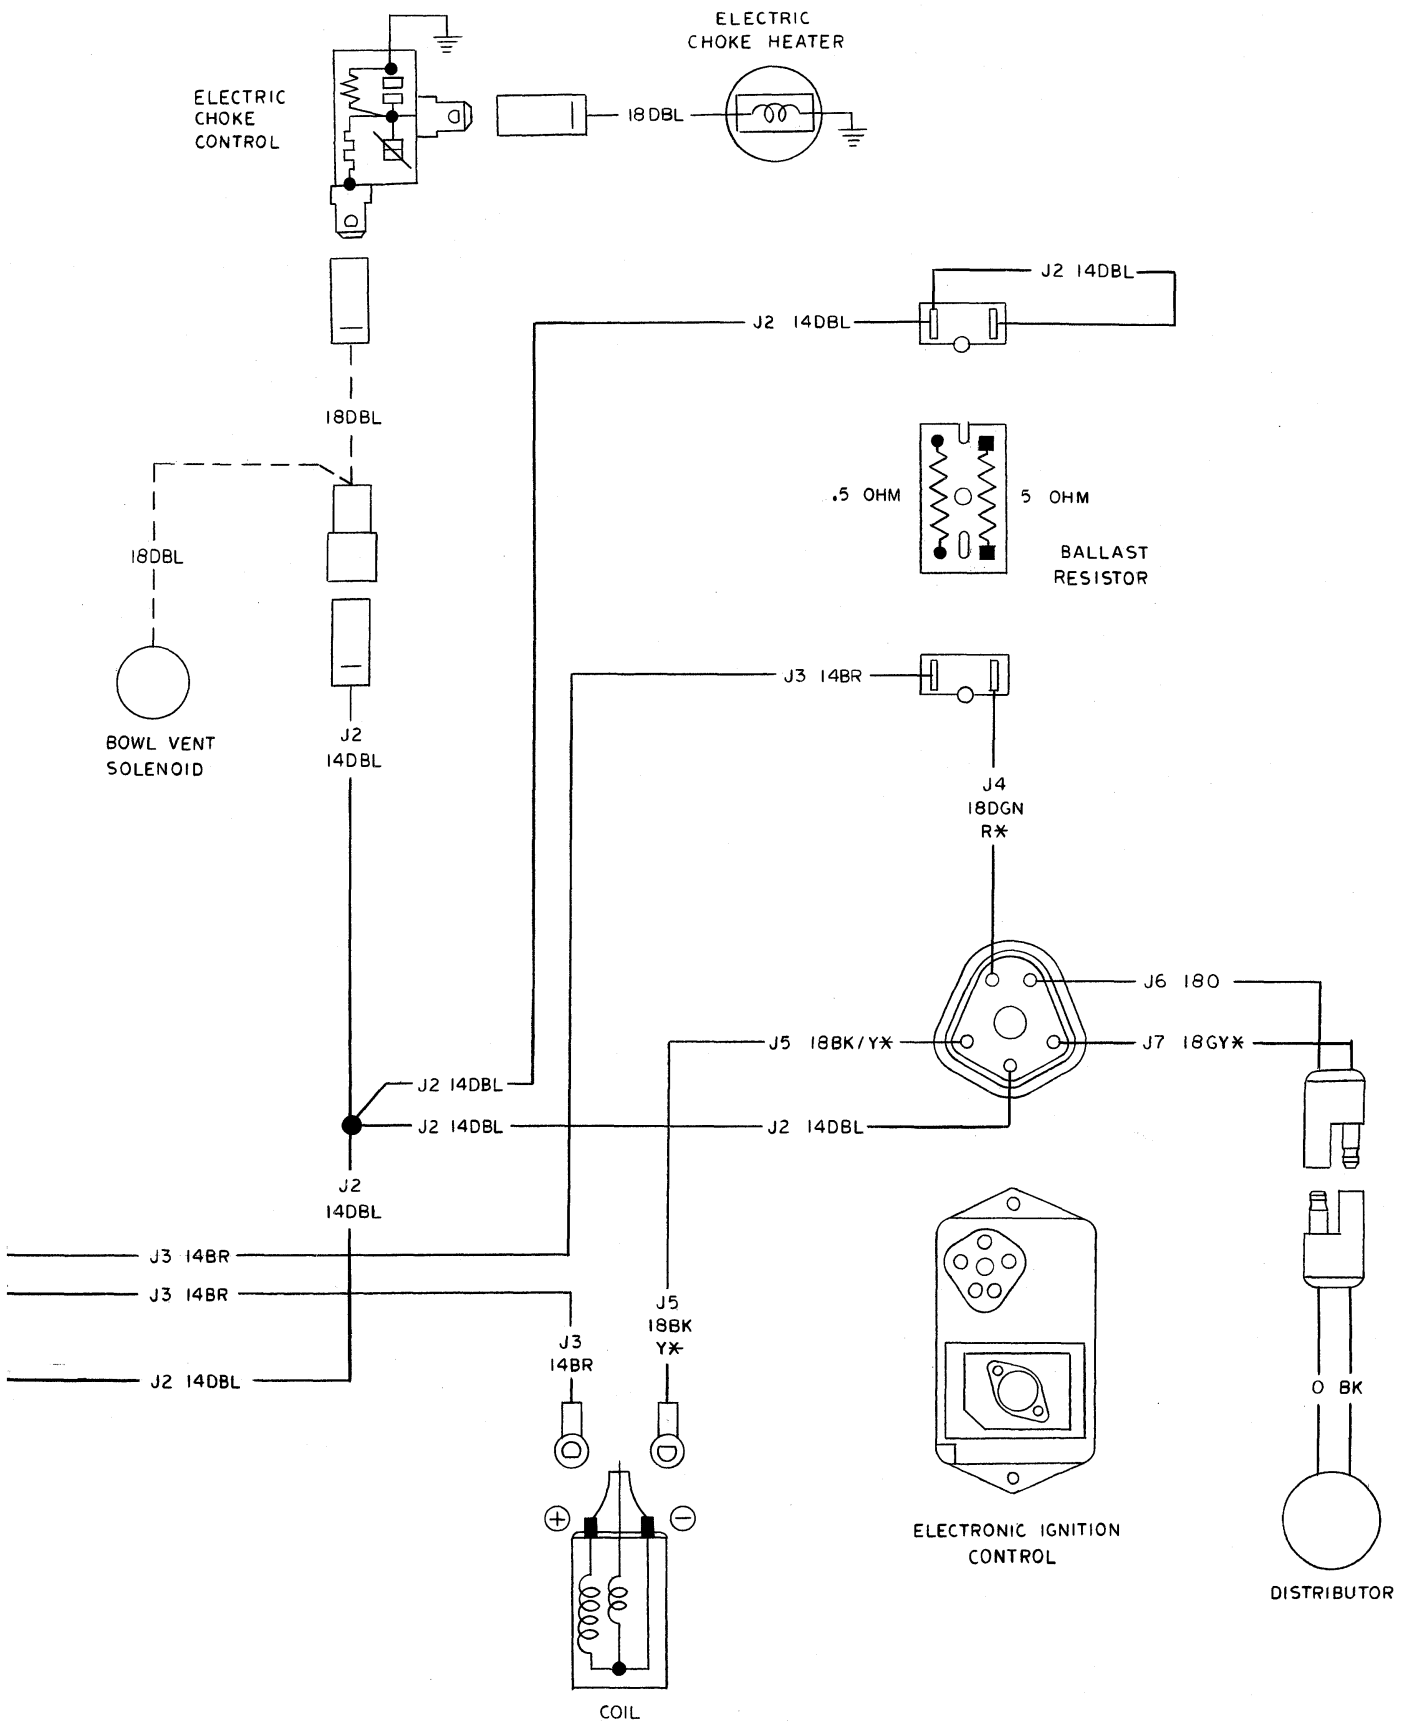 ELECTRIC
CHOKE HEATER
ELECTRIC
CHOKE
CONTROL
18DBL
J2 14DBL
J2 14DBL
18DBL
.5 OHM
5 OHM
18DBL
BALLAST
RESISTOR
J3 14BR
BOWL VENT
SOLENOID
J2
14DBL
J4
18DGN
R*
J6 18O
J5 18BK/Y*
J7 18GY*
J2 14DBL
J2 14DBL
J2 14DBL
J2
14DBL
J3 14BR
J3 14BR
J5
18BK
Y*
J3
14BR
J2 14DBL
O BK
+
−
ELECTRONIC IGNITION
CONTROL
DISTRIBUTOR
COIL